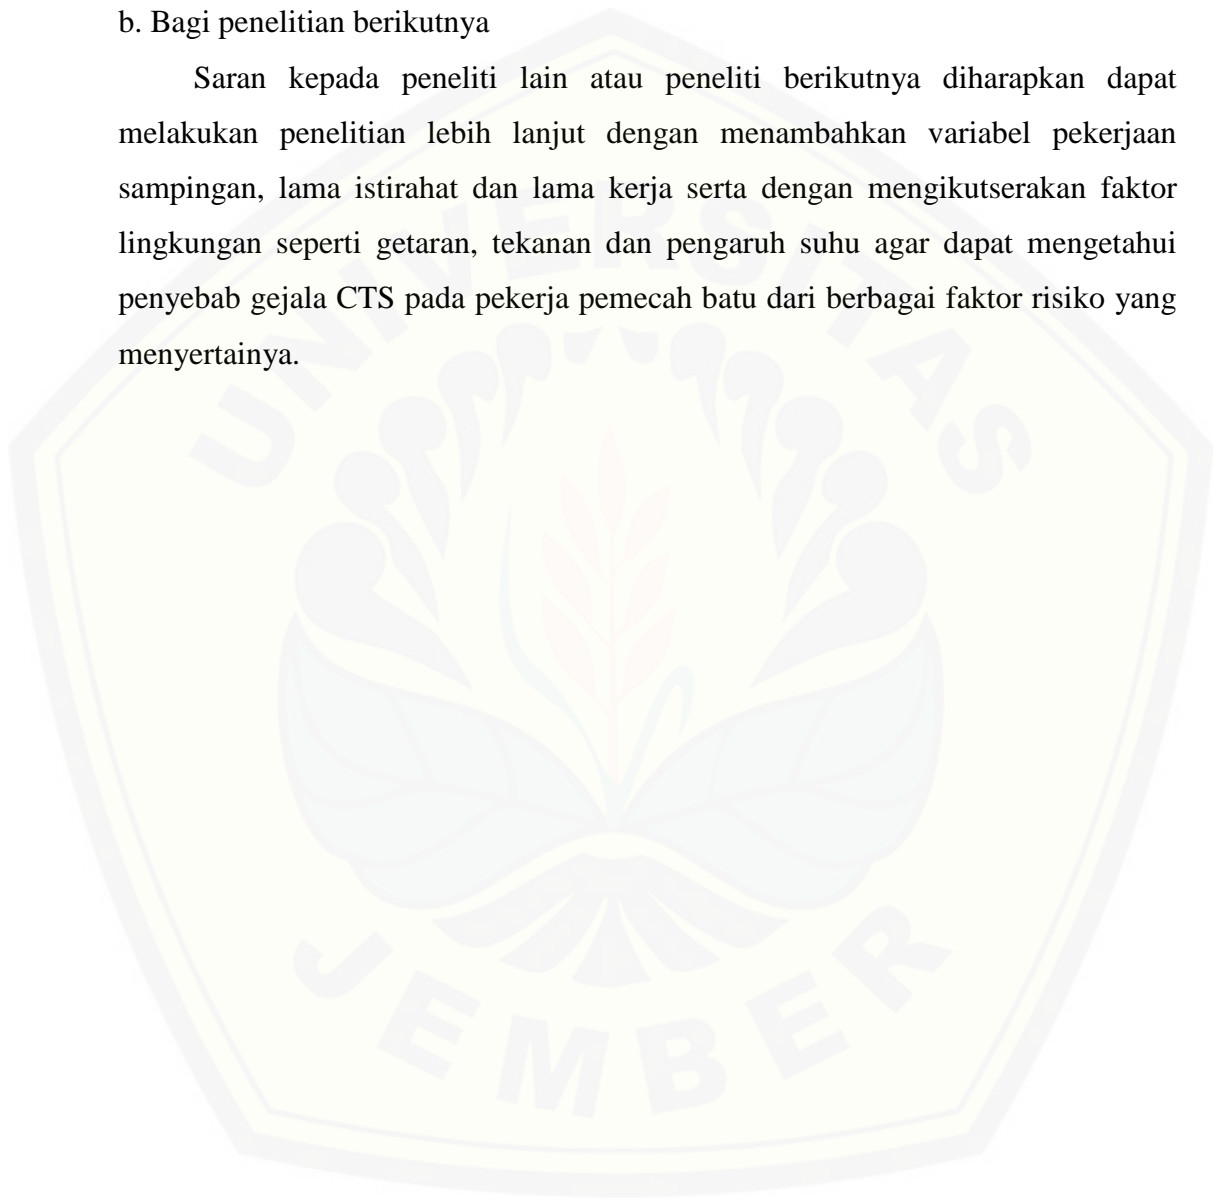 b. Bagi penelitian berikutnya
Saran kepada peneliti lain atau peneliti berikutnya diharapkan dapat
melakukan penelitian lebih lanjut dengan menambahkan variabel pekerjaan
sampingan, lama istirahat dan lama kerja serta dengan mengikutserakan faktor
lingkungan seperti getaran, tekanan dan pengaruh suhu agar dapat mengetahui
penyebab gejala CTS pada pekerja pemecah batu dari berbagai faktor risiko yang
menyertainya.
UNIVERSITAS
JEMBER